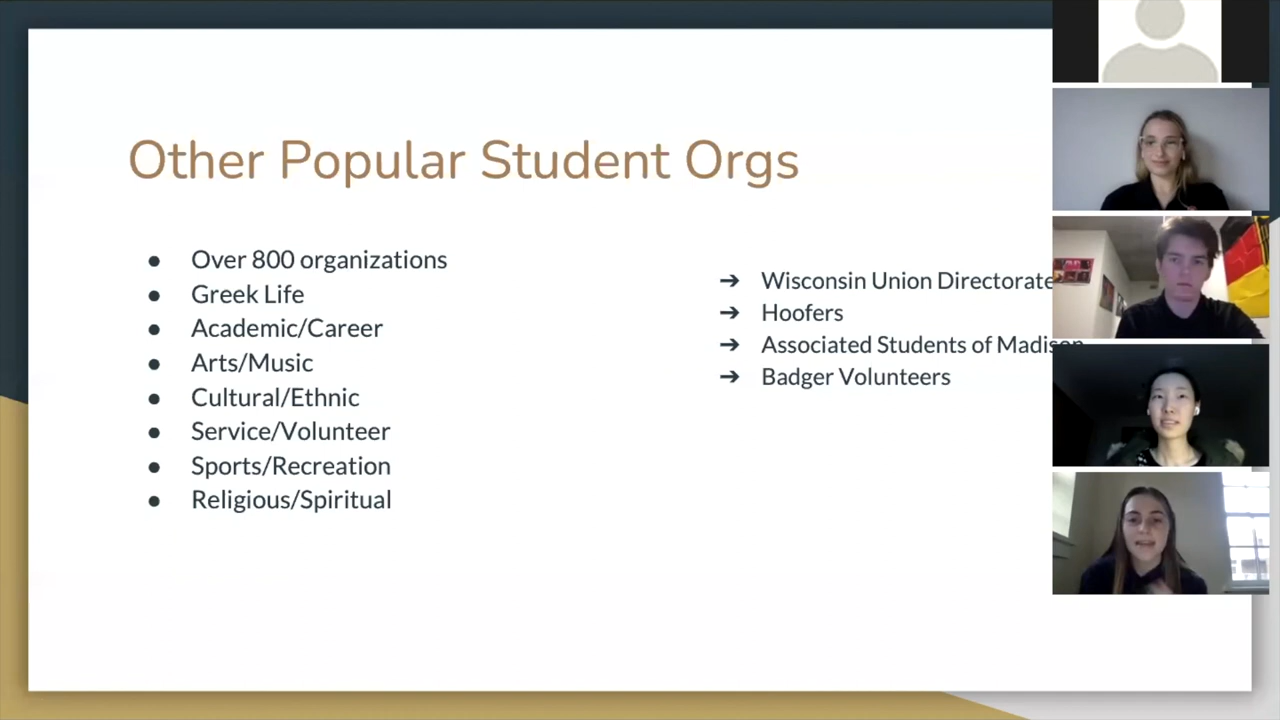 Other Popular Student Orgs
● Over 800 organizations
● Greek Life
● Academic/Career
● Arts/Music
● Cultural/Ethnic
● Service/Volunteer
● Sports/Recreation
● Religious/Spiritual
➔ Wisconsin Union Directorate
➔ Hoofers
➔ Associated Students of Madison
➔ Badger Volunteers